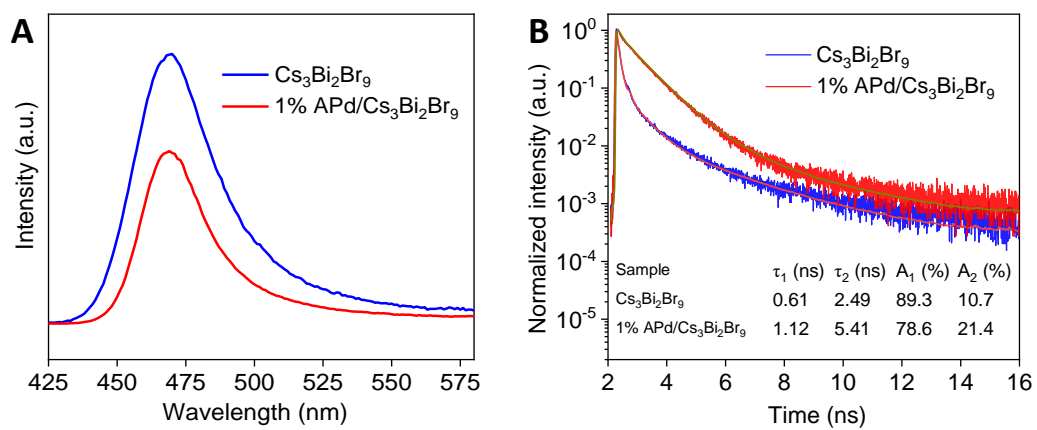 A
Cs₃Bi₂Br₉
1% APd/Cs₃Bi₂Br₉
Intensity (a.u.)
425 450 475 500 525 550 575
Wavelength (nm)
B
Cs₃Bi₂Br₉
1% APd/Cs₃Bi₂Br₉
Normalized intensity (a.u.)
10⁰
10⁻¹
10⁻²
10⁻³
10⁻⁴
10⁻⁵
Sample τ₁ (ns) τ₂ (ns) A₁ (%) A₂ (%)
Cs₃Bi₂Br₉ 0.61 2.49 89.3 10.7
1% APd/Cs₃Bi₂Br₉ 1.12 5.41 78.6 21.4
2 4 6 8 10 12 14 16
Time (ns)